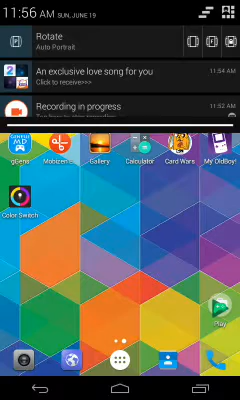 11:56 AM SUN, JUNE 19
Rotate
Auto Portrait
An exclusive love song for you 11:54 AM
Click to receive>>>
Recording in progress 11:52 AM
gGens Mobizen Gallery Calculator Card Wars My OldBoy!
Color Switch
Play